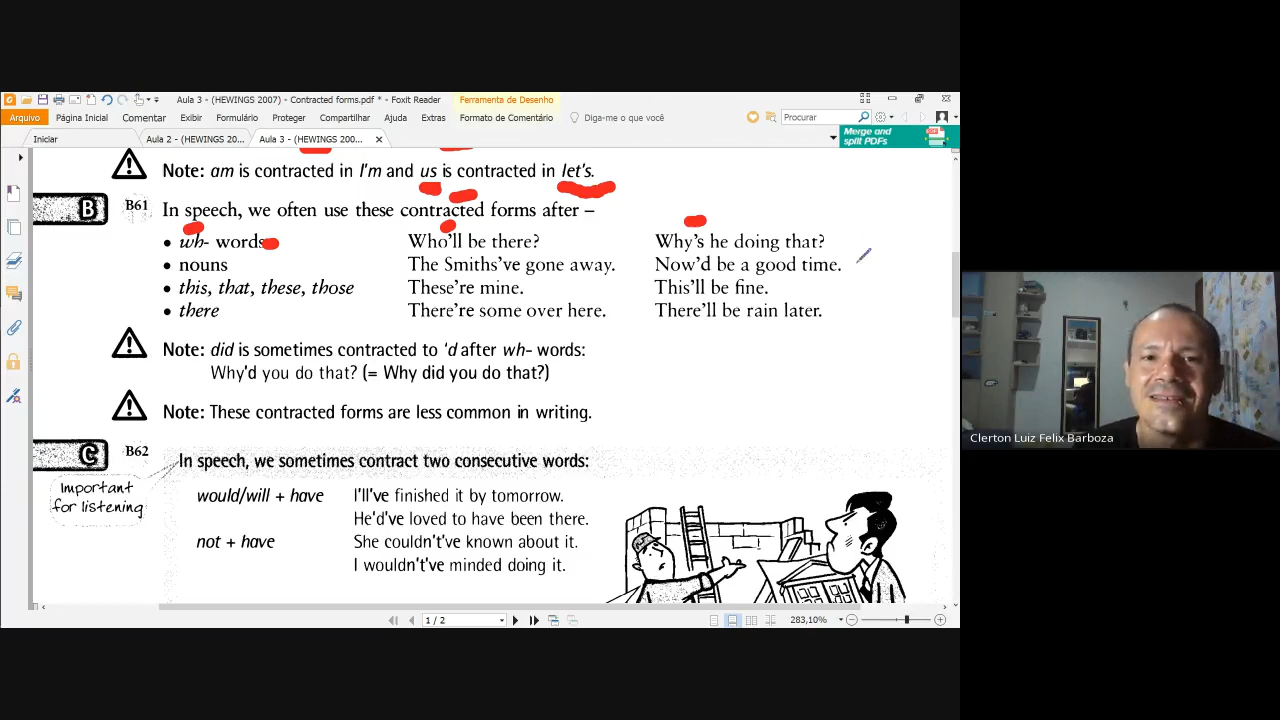 Aula 3 - (HEWINGS 2007) - Contracted forms.pdf * - Foxit Reader
Ferramenta de Desenho
Arquivo Página Inicial Comentar Exibir Formulário Proteger Compartilhar Ajuda Extras Formato de Comentário Diga-me o que você Procurar
Iniciar Aula 2 - (HEWINGS 20... Aula 3 - (HEWINGS 200...
Merge and
split PDFs
Note: am is contracted in I'm and us is contracted in let's.
B B61 In speech, we often use these contracted forms after –
• wh- words Who'll be there? Why's he doing that?
• nouns The Smiths've gone away. Now'd be a good time.
• this, that, these, those These're mine. This'll be fine.
• there There're some over here. There'll be rain later.
Note: did is sometimes contracted to 'd after wh- words:
Why'd you do that? (= Why did you do that?)
Note: These contracted forms are less common in writing.
C B62 In speech, we sometimes contract two consecutive words:
Important
for listening
would/will + have I'll've finished it by tomorrow.
He'd've loved to have been there.
not + have She couldn't've known about it.
I wouldn't've minded doing it.
1 / 2
283,10%
Clerton Luiz Felix Barboza